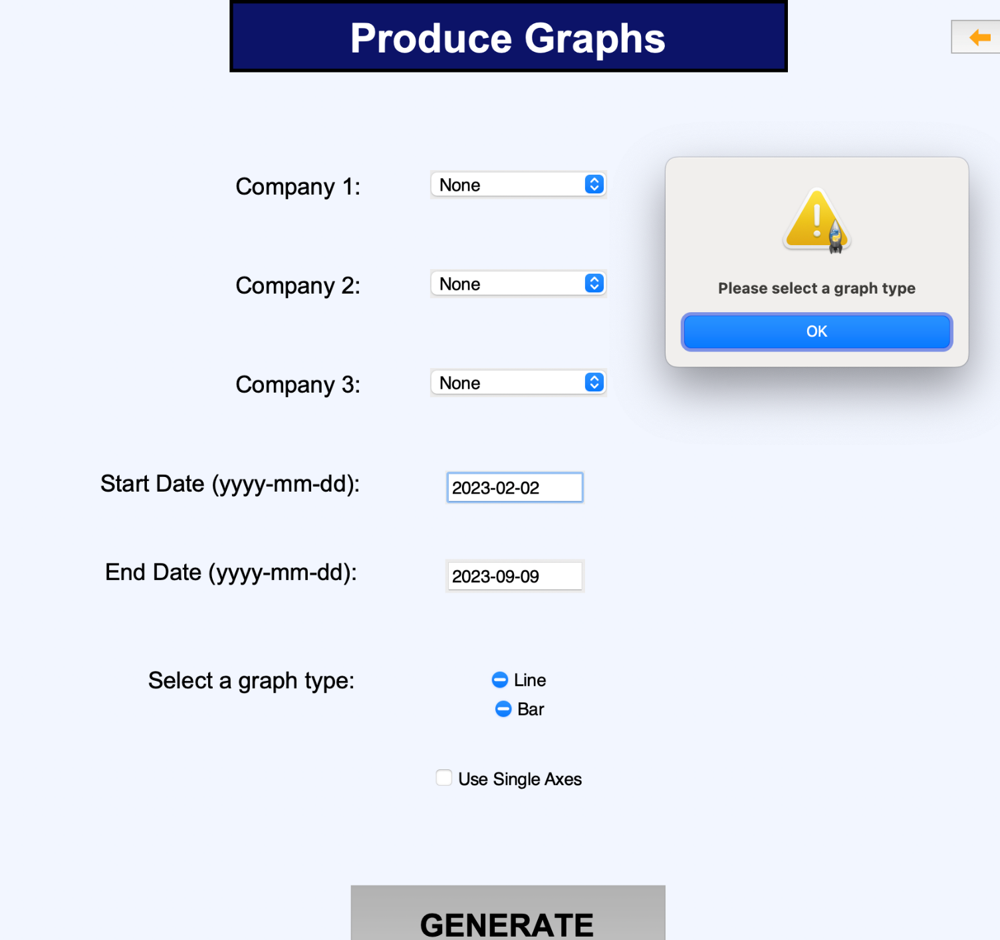 Produce Graphs
Company 1:
None
Company 2:
None
Company 3:
None
Please select a graph type
OK
Start Date (yyyy-mm-dd):
2023-02-02
End Date (yyyy-mm-dd):
2023-09-09
Select a graph type:
Line
Bar
Use Single Axes
GENERATE